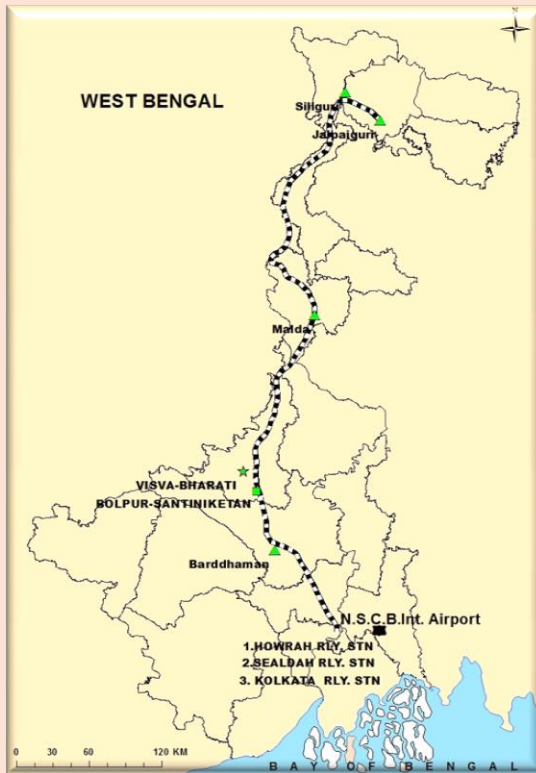 N
WEST BENGAL
Siliguri
Jalpaiguri
Malda
VISVA-BHARATI
BOLPUR-SANTINIKETAN
Barddhaman
N.S.C.B.Int. Airport
1.HOWRAH RLY. STN
2.SEALDAH RLY. STN
3. KOLKATA RLY. STN
0 30 60 120 KM
BAY OF BENGAL